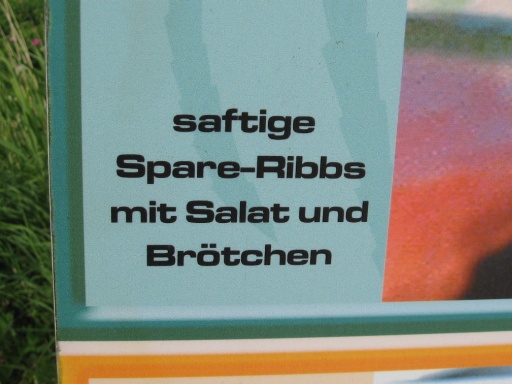 saftige
Spare-Ribbs
mit Salat und
Brötchen